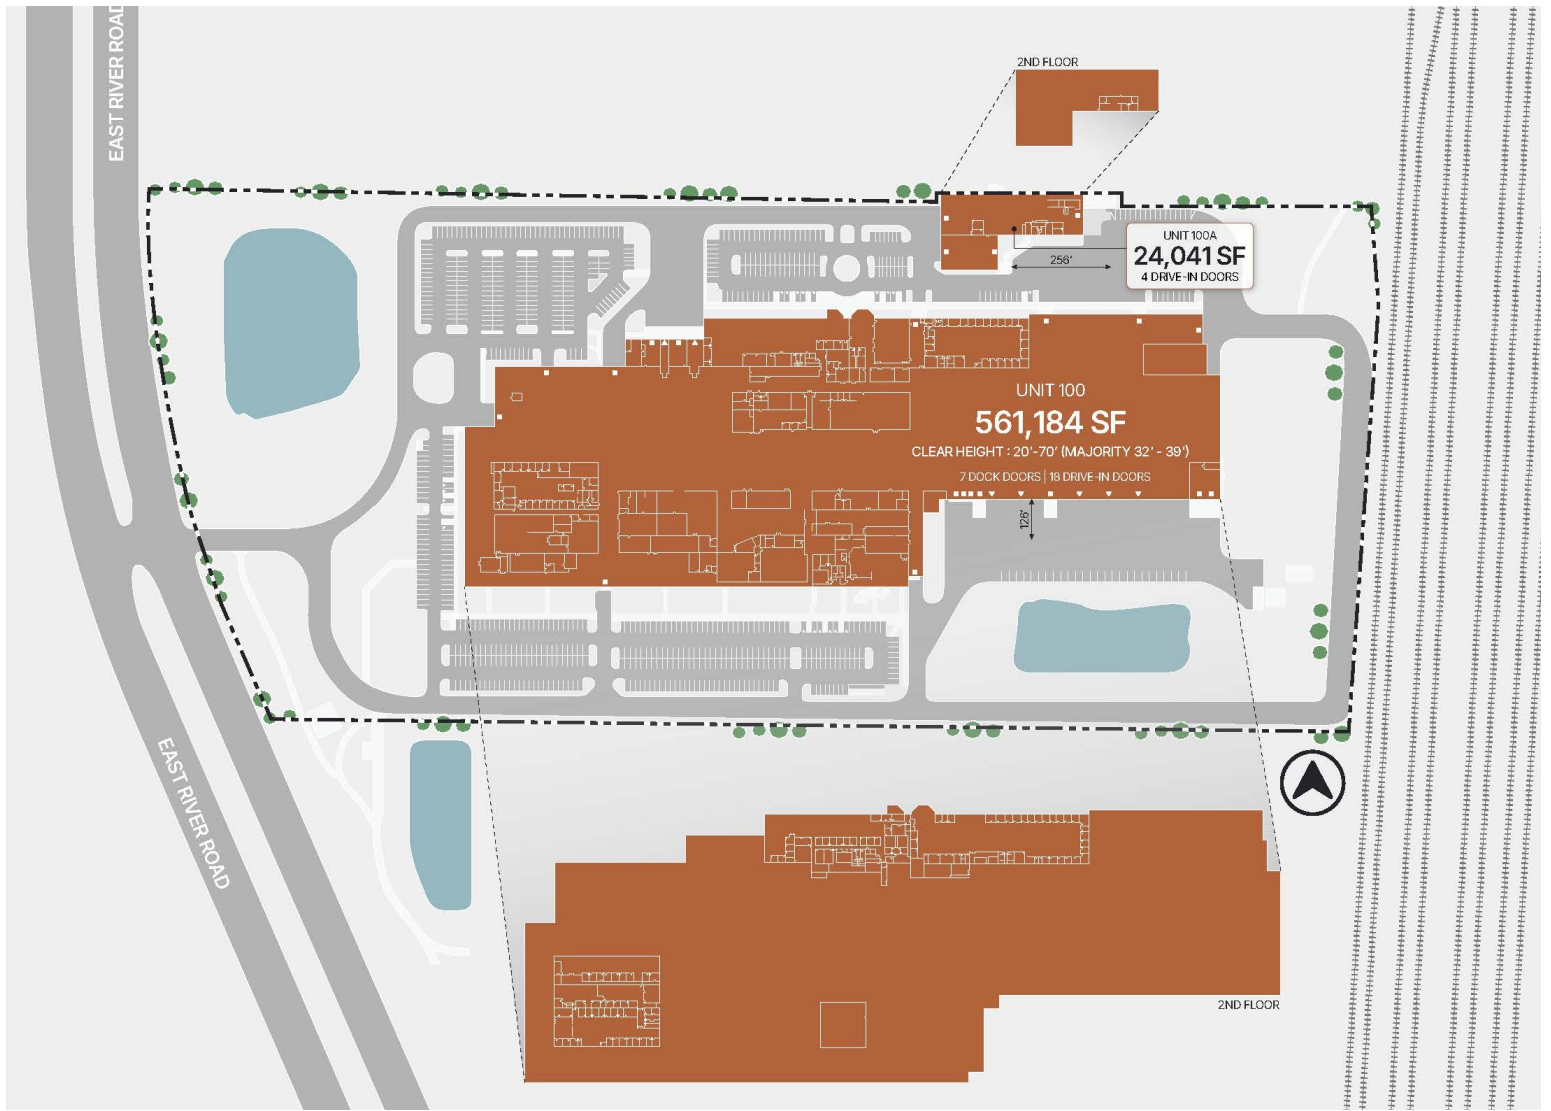 EAST RIVER ROAD
2ND FLOOR
UNIT 100A
24,041 SF
4 DRIVE-IN DOORS
256'
UNIT 100
561,184 SF
CLEAR HEIGHT : 20'-70' (MAJORITY 32' - 39')
7 DOCK DOORS | 18 DRIVE-IN DOORS
126'
EAST RIVER ROAD
2ND FLOOR